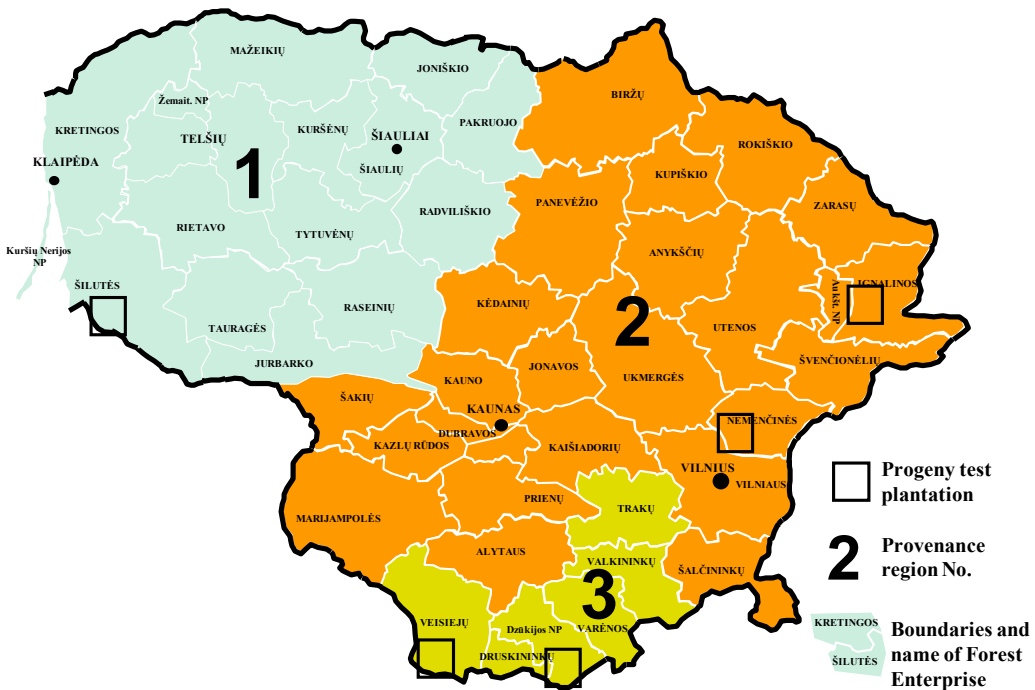 MAŽEIKIŲ
JONIŠKIO
BIRŽŲ
Žemait. NP
KRETINGOS
TELŠIŲ
KURŠĖNŲ
ŠIAULIAI
PAKRUOJO
ROKIŠKIO
KLAIPĖDA
1
ŠIAULIŲ
KUPIŠKIO
PANEVĖŽIO
ZARASŲ
RADVILIŠKIO
RIETAVO
TYTUVĖNŲ
ANYKŠČIŲ
Kuršių Nerijos
NP
ŠILUTĖS
IGNALINOS
Aukšt. NP
RASEINIŲ
KĖDAINIŲ
2
UTENOS
TAURAGĖS
JURBARKO
ŠVENČIONĖLIŲ
JONAVOS
UKMERGĖS
KAUNO
ŠAKIŲ
KAUNAS
NEMENČINĖS
DUBRAVOS
KAZLŲ RŪDOS
KAIŠIADORIŲ
VILNIUS
VILNIAUS
PRIENŲ
TRAKŲ
MARIJAMPOLĖS
ALYTAUS
VALKININKŲ
ŠALČININKŲ
3
VEISIEJŲ
Dzūkijos NP
VARĖNOS
DRUSKININKŲ
Progeny test
plantation
2
Provenance
region No.
KRETINGOS
ŠILUTĖS
Boundaries and
name of Forest
Enterprise